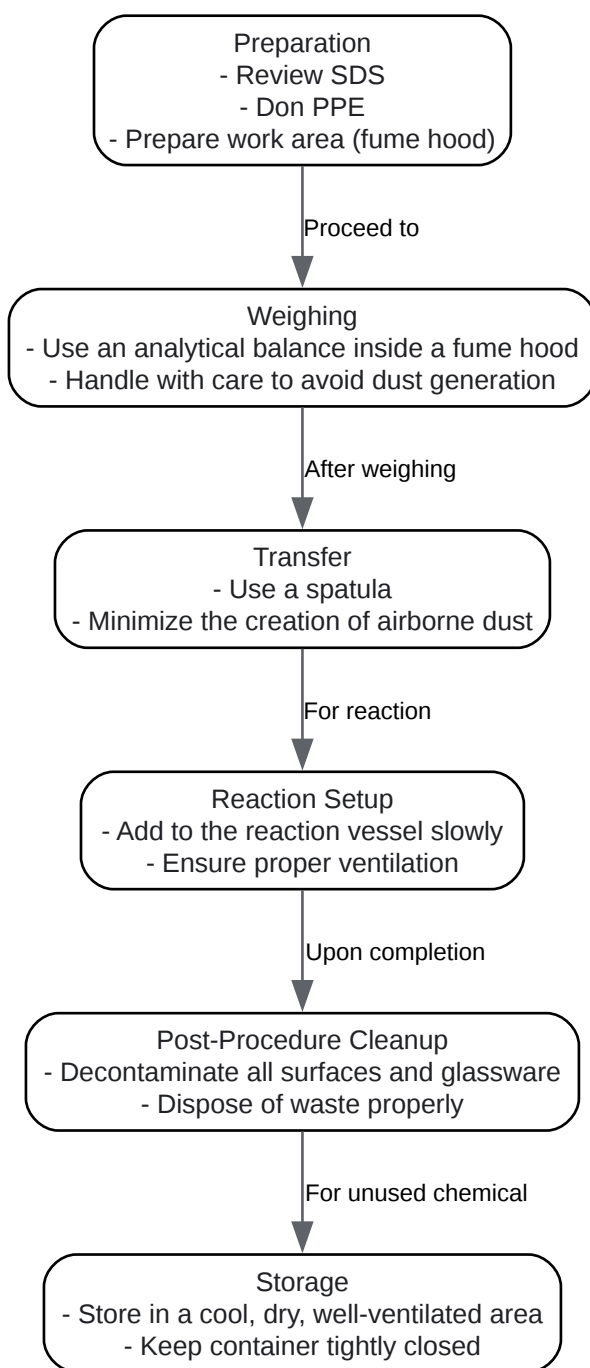 Preparation
- Review SDS
- Don PPE
- Prepare work area (fume hood)
Proceed to
Weighing
- Use an analytical balance inside a fume hood
- Handle with care to avoid dust generation
After weighing
Transfer
- Use a spatula
- Minimize the creation of airborne dust
For reaction
Reaction Setup
- Add to the reaction vessel slowly
- Ensure proper ventilation
Upon completion
Post-Procedure Cleanup
- Decontaminate all surfaces and glassware
- Dispose of waste properly
For unused chemical
Storage
- Store in a cool, dry, well-ventilated area
- Keep container tightly closed